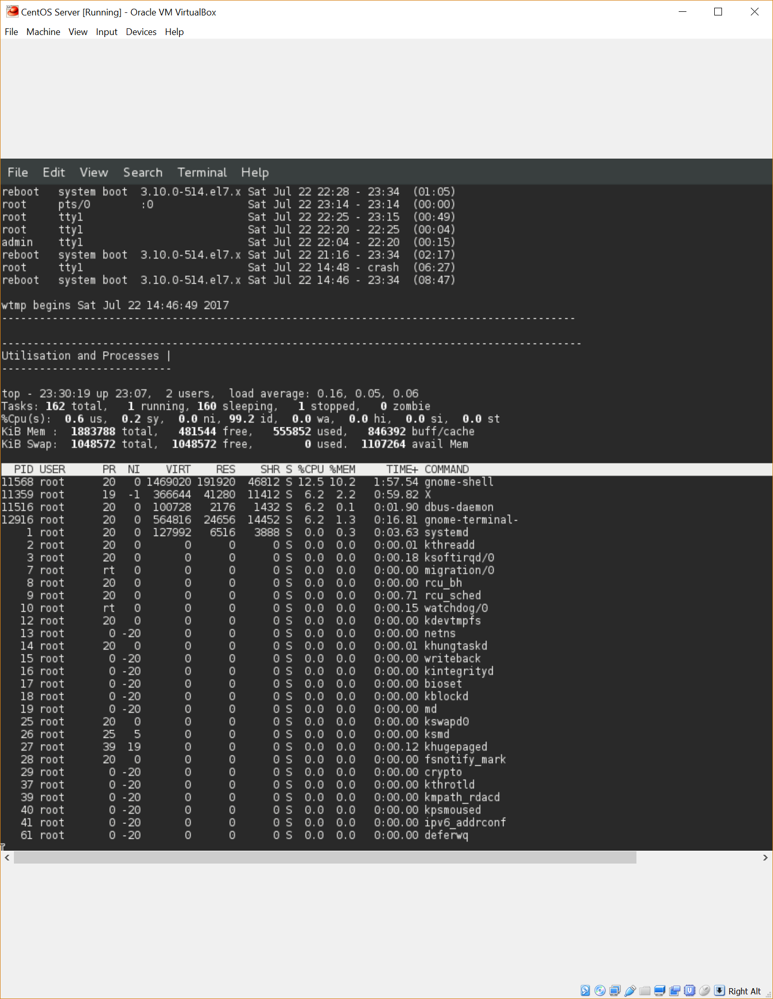 CentOS Server [Running] - Oracle VM VirtualBox
File Machine View Input Devices Help
File Edit View Search Terminal Help
reboot   system boot  3.10.0-514.el7.x Sat Jul 22 22:28 - 23:34  (01:05)
root     pts/0        :0               Sat Jul 22 23:14 - 23:14  (00:00)
root     tty1                          Sat Jul 22 22:25 - 23:15  (00:49)
root     tty1                          Sat Jul 22 22:20 - 22:25  (00:04)
admin    tty1                          Sat Jul 22 22:04 - 22:20  (00:15)
reboot   system boot  3.10.0-514.el7.x Sat Jul 22 21:16 - 23:34  (02:17)
root     tty1                          Sat Jul 22 14:48 - crash  (06:27)
reboot   system boot  3.10.0-514.el7.x Sat Jul 22 14:46 - 23:34  (08:47)
wtmp begins Sat Jul 22 14:46:49 2017
-------------------------------------------------------------------------------------------
--------------------------------------------------------------------------------------------
Utilisation and Processes |
---------------------------
top - 23:30:19 up 23:07,  2 users,  load average: 0.16, 0.05, 0.06
Tasks: 162 total,   1 running, 160 sleeping,   1 stopped,   0 zombie
%Cpu(s):  0.6 us,  0.2 sy,  0.0 ni, 99.2 id,  0.0 wa,  0.0 hi,  0.0 si,  0.0 st
KiB Mem :  1883788 total,   481544 free,   555852 used,   846392 buff/cache
KiB Swap:  1048572 total,  1048572 free,        0 used.  1107264 avail Mem
PID USER      PR  NI    VIRT    RES    SHR S %CPU %MEM     TIME+ COMMAND
11568 root      20   0 1469020 191920  46812 S 12.5 10.2   1:57.54 gnome-shell
11359 root      19  -1  366644  41280  11412 S  6.2  2.2   0:59.82 X
11516 root      20   0  100728   2176   1432 S  6.2  0.1   0:01.90 dbus-daemon
12916 root      20   0  564816  24656  14452 S  6.2  1.3   0:16.81 gnome-terminal-
1 root      20   0  127992   6516   3888 S  0.0  0.3   0:03.63 systemd
2 root      20   0       0      0      0 S  0.0  0.0   0:00.01 kthreadd
3 root      20   0       0      0      0 S  0.0  0.0   0:00.18 ksoftirqd/0
7 root      rt   0       0      0      0 S  0.0  0.0   0:00.00 migration/0
8 root      20   0       0      0      0 S  0.0  0.0   0:00.00 rcu_bh
9 root      20   0       0      0      0 S  0.0  0.0   0:00.71 rcu_sched
10 root      rt   0       0      0      0 S  0.0  0.0   0:00.15 watchdog/0
12 root      20   0       0      0      0 S  0.0  0.0   0:00.00 kdevtmpfs
13 root       0 -20       0      0      0 S  0.0  0.0   0:00.00 netns
14 root      20   0       0      0      0 S  0.0  0.0   0:00.01 khungtaskd
15 root       0 -20       0      0      0 S  0.0  0.0   0:00.00 writeback
16 root       0 -20       0      0      0 S  0.0  0.0   0:00.00 kintegrityd
17 root       0 -20       0      0      0 S  0.0  0.0   0:00.00 bioset
18 root       0 -20       0      0      0 S  0.0  0.0   0:00.00 kblockd
19 root       0 -20       0      0      0 S  0.0  0.0   0:00.00 md
25 root      20   0       0      0      0 S  0.0  0.0   0:00.00 kswapd0
26 root      25   5       0      0      0 S  0.0  0.0   0:00.00 ksmd
27 root      39  19       0      0      0 S  0.0  0.0   0:00.12 khugepaged
28 root      20   0       0      0      0 S  0.0  0.0   0:00.00 fsnotify_mark
29 root       0 -20       0      0      0 S  0.0  0.0   0:00.00 crypto
37 root       0 -20       0      0      0 S  0.0  0.0   0:00.00 kthrotld
39 root       0 -20       0      0      0 S  0.0  0.0   0:00.00 kmpath_rdacd
40 root       0 -20       0      0      0 S  0.0  0.0   0:00.00 kpsmoused
41 root       0 -20       0      0      0 S  0.0  0.0   0:00.00 ipv6_addrconf
61 root       0 -20       0      0      0 S  0.0  0.0   0:00.00 deferwq
Right Alt